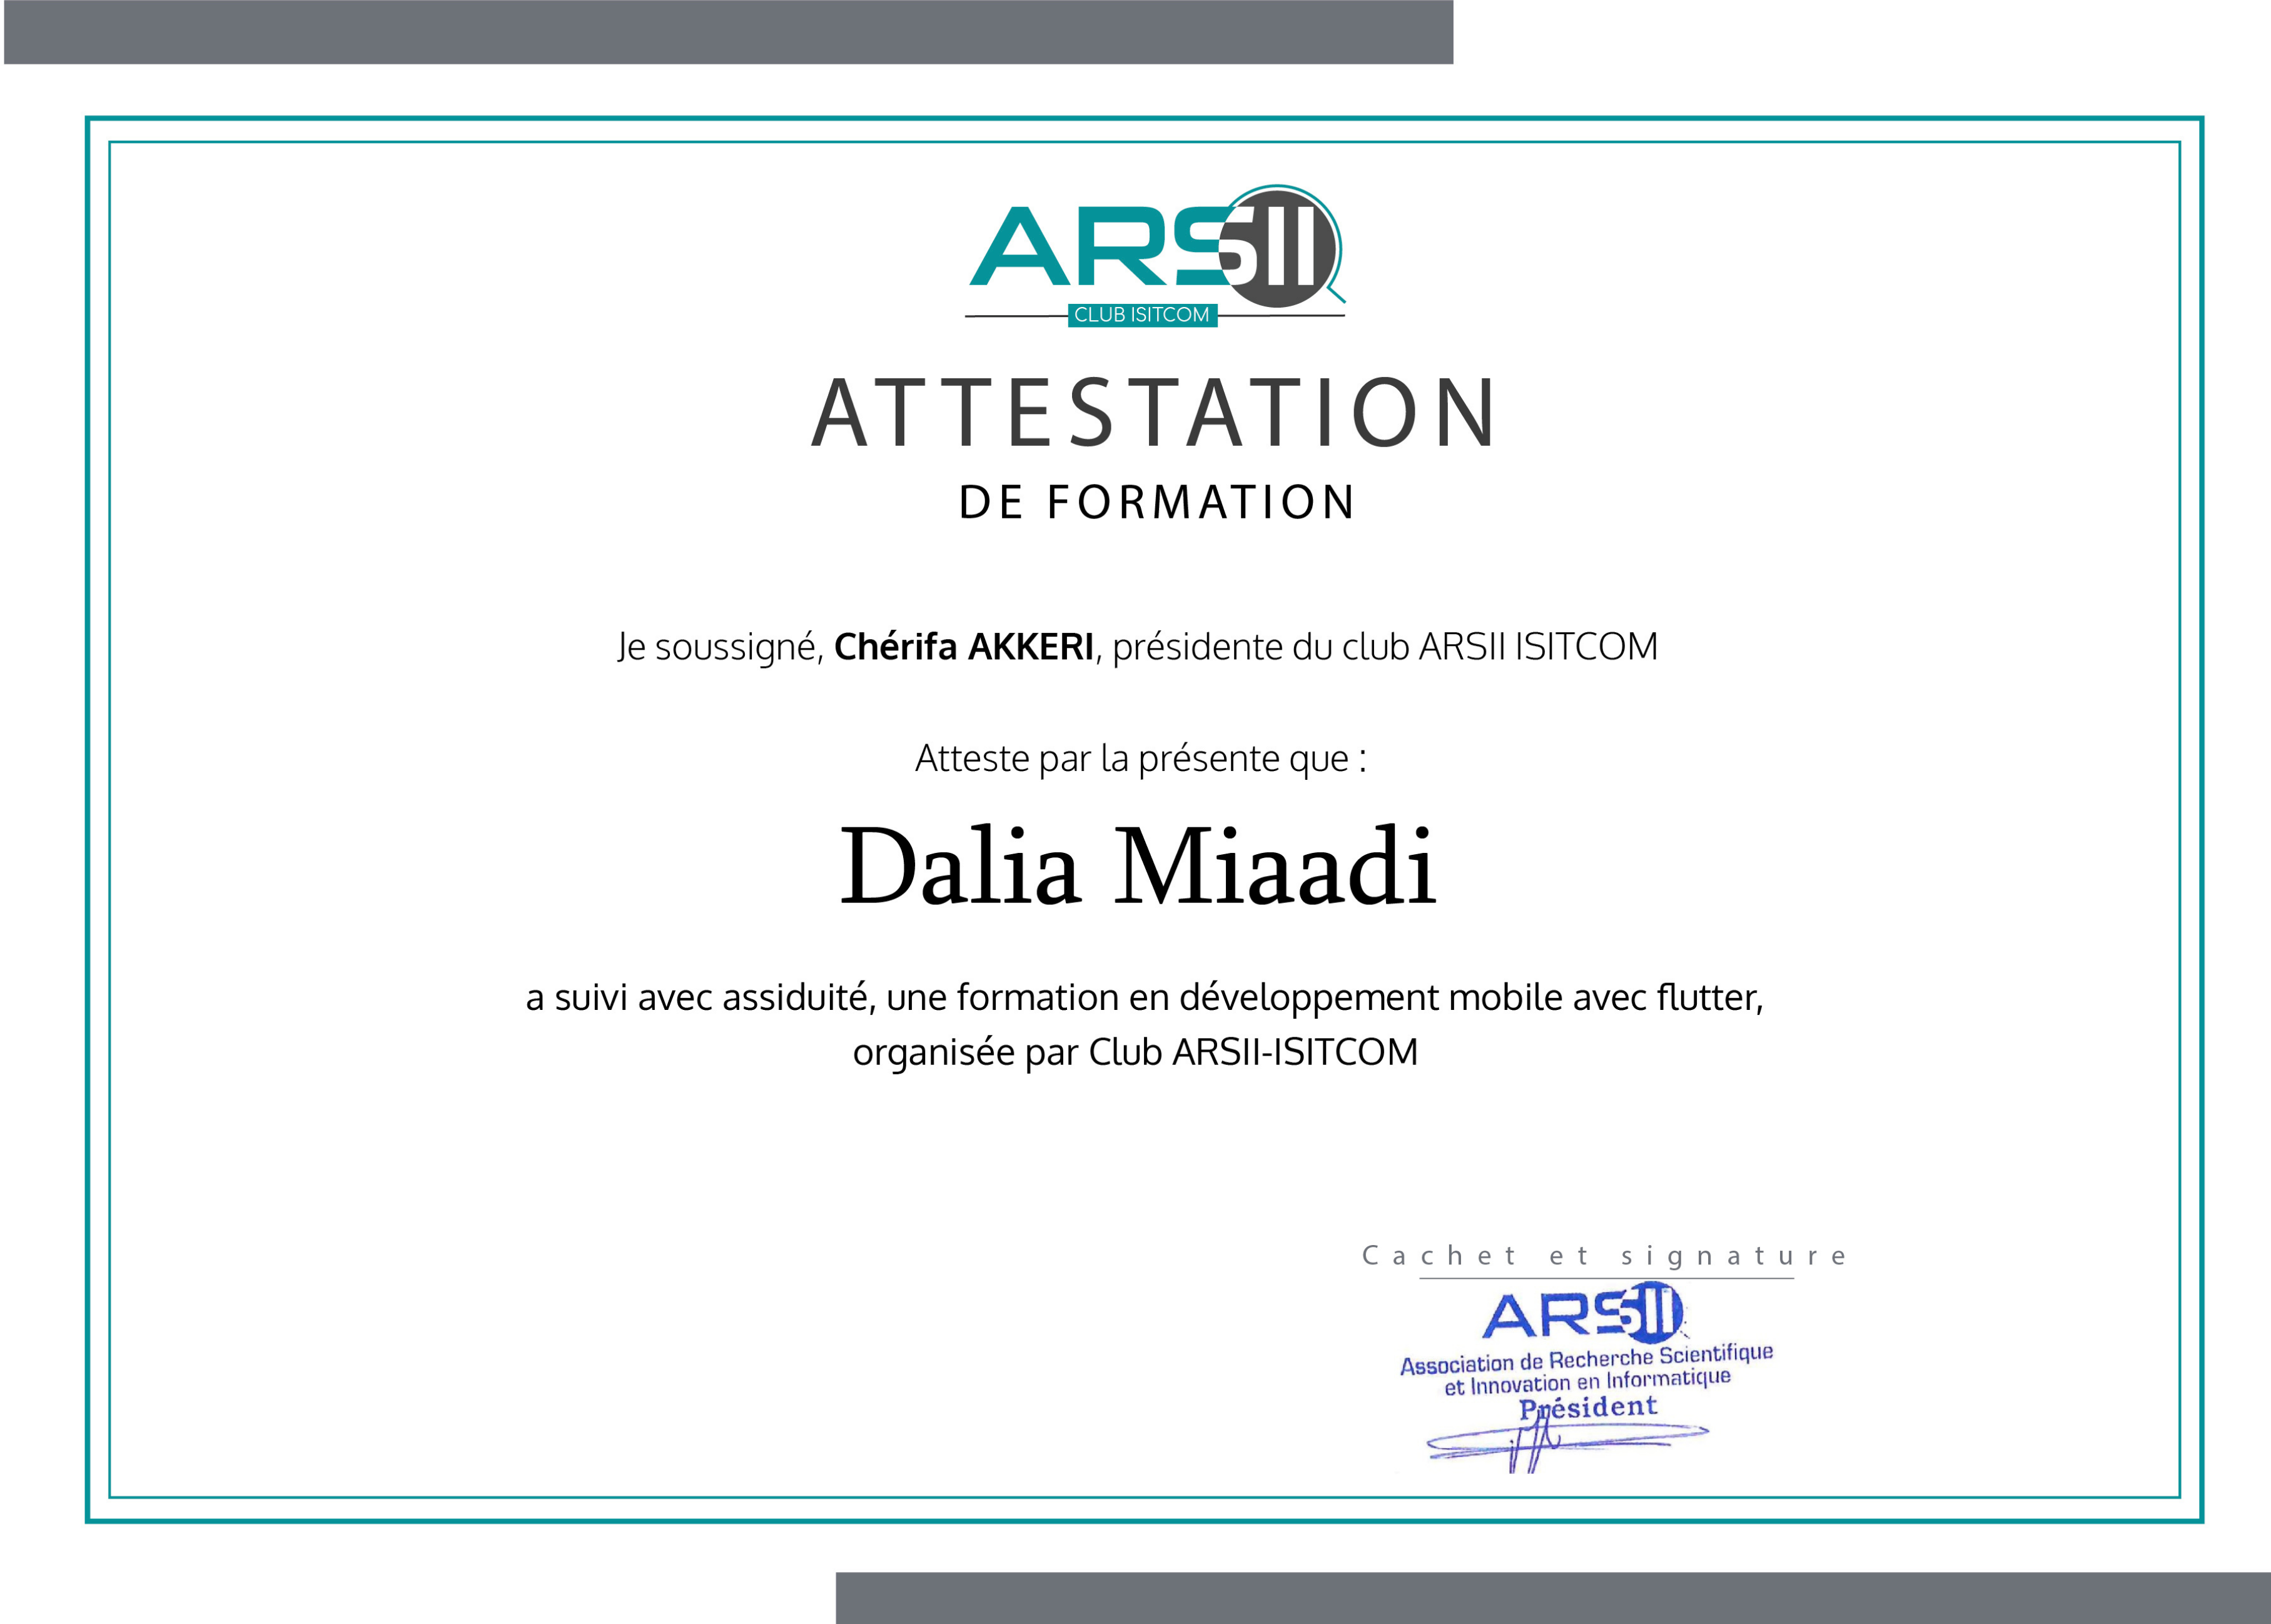 ARSII
CLUB ISITCOM
ATTESTATION
DE FORMATION
Je soussigné, Chérifa AKKERI, présidente du club ARSII ISITCOM
Atteste par la présente que :
Dalia Miaadi
a suivi avec assiduité, une formation en développement mobile avec flutter,
organisée par Club ARSII-ISITCOM
Cachet et signature
ARSII
Association de Recherche Scientifique
et Innovation en Informatique
Président